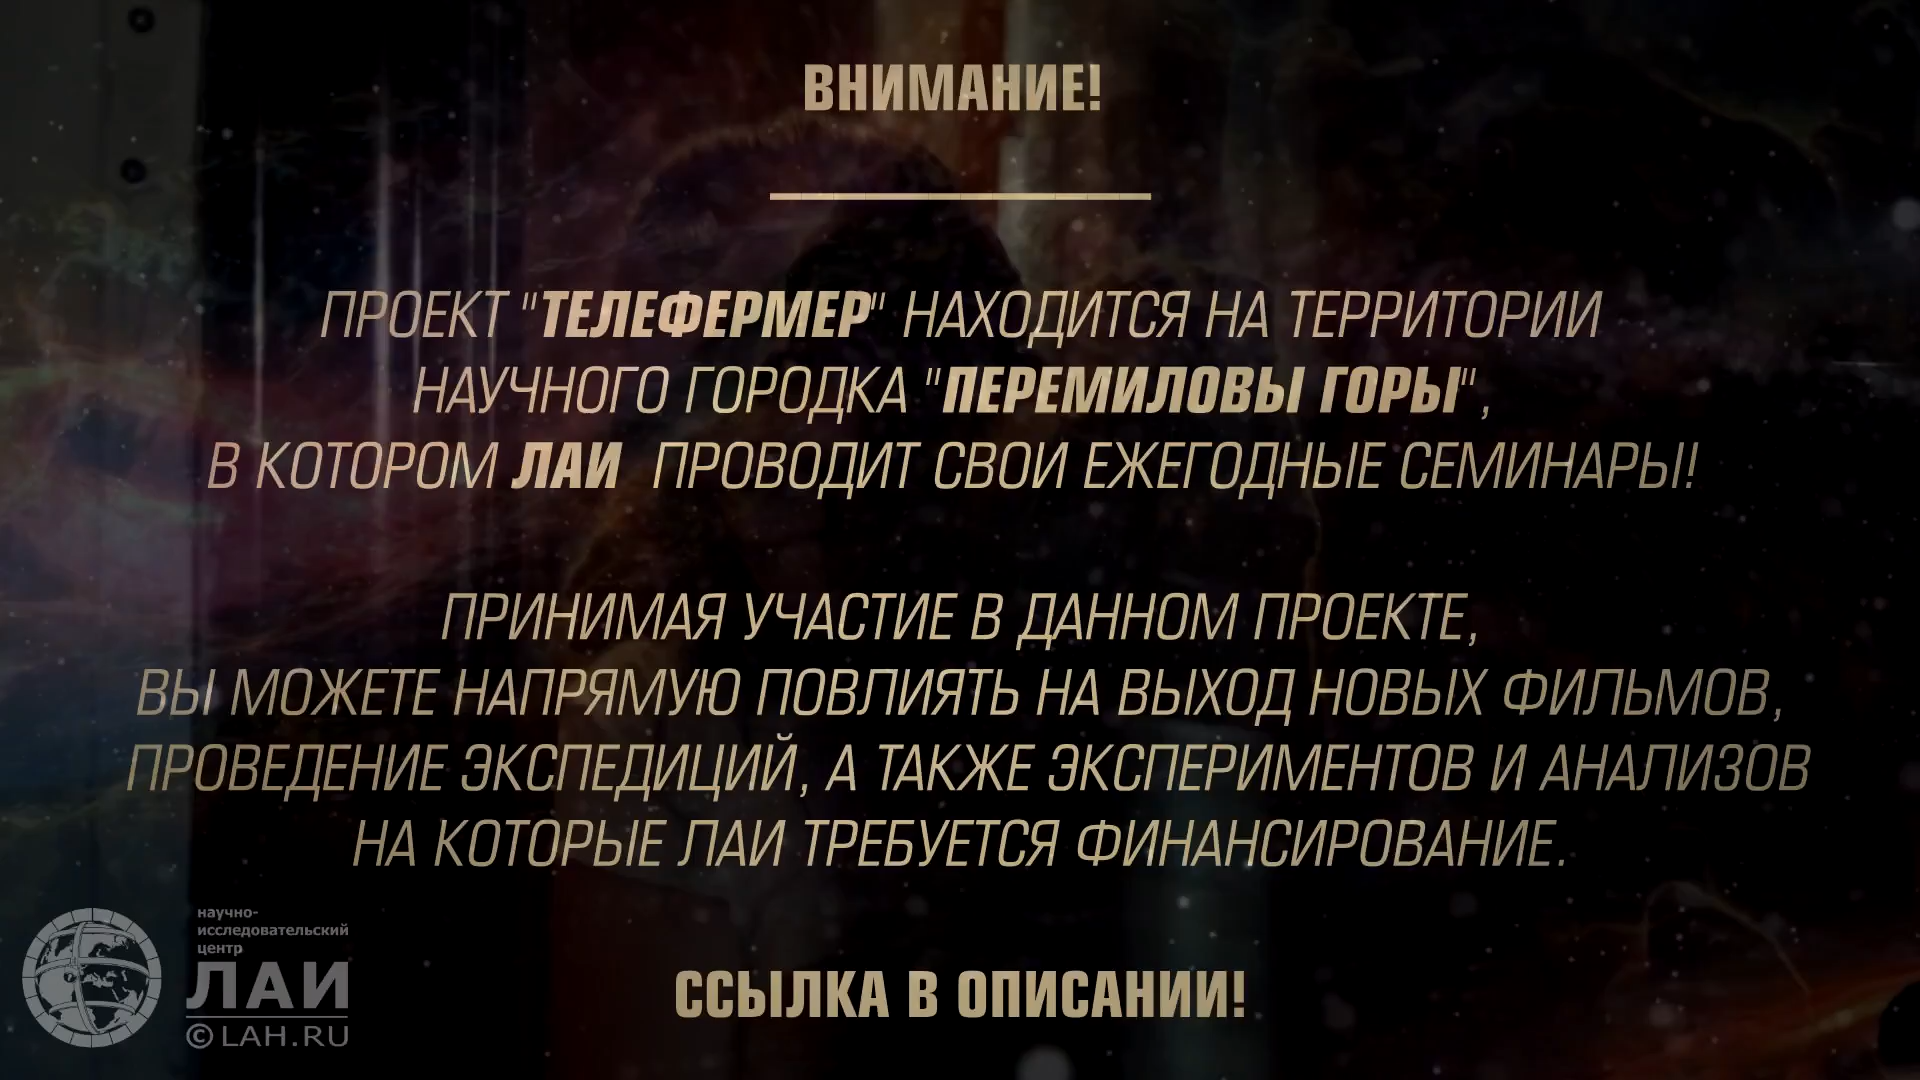 ВНИМАНИЕ!
ПРОЕКТ "ТЕЛЕФЕРМЕР" НАХОДИТСЯ НА ТЕРРИТОРИИ
НАУЧНОГО ГОРОДКА "ПЕРЕМИЛОВЫ ГОРЫ",
В КОТОРОМ ЛАИ ПРОВОДИТ СВОИ ЕЖЕГОДНЫЕ СЕМИНАРЫ!
ПРИНИМАЯ УЧАСТИЕ В ДАННОМ ПРОЕКТЕ,
ВЫ МОЖЕТЕ НАПРЯМУЮ ПОВЛИЯТЬ НА ВЫХОД НОВЫХ ФИЛЬМОВ,
ПРОВЕДЕНИЕ ЭКСПЕДИЦИЙ, А ТАКЖЕ ЭКСПЕРИМЕНТОВ И АНАЛИЗОВ
НА КОТОРЫЕ ЛАИ ТРЕБУЕТСЯ ФИНАНСИРОВАНИЕ.
ССЫЛКА В ОПИСАНИИ!
научно-
исследовательский
центр
ЛАИ
© LAH.RU